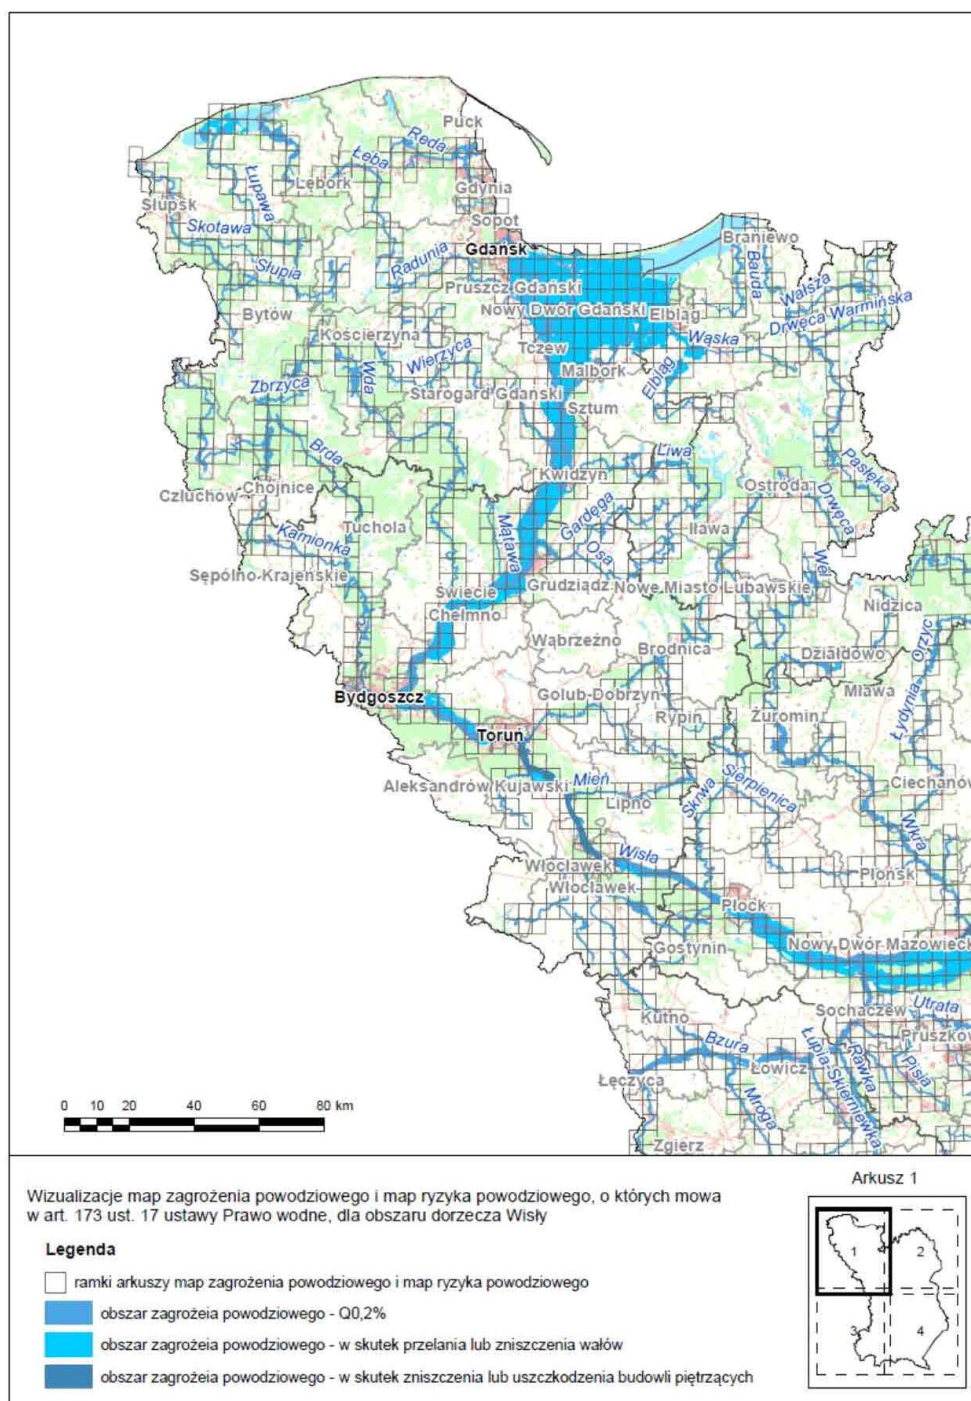 Puck
Reda
Łeba
Łupawa
Lębork
Gdynia
Słupsk
Sopot
Skotawa
Braniewo
Gdańsk
Radunia
Słupia
Bauda
Pruszcz Gdański
Wałsza
Nowy Dwór Gdański
Elbląg
Bytów
Drwęca Warmińska
Kościerzyna
Wąska
Tczew
Wierzyca
Malbork
Elbląg
Wda
Zbrzyca
Starogard Gdański
Sztum
Brda
Liwa
Pasłęka
Kwidzyn
Człuchów
Chojnice
Ostróda
Drwęca
Gardęga
Tuchola
Mątawa
Iława
Kamionka
Osa
Wel
Sępólno Krajeńskie
Grudziądz
Nowe Miasto Lubawskie
Świecie
Nidzica
Chełmno
Wąbrzeźno
Orzyc
Brodnica
Działdowo
Bydgoszcz
Golub-Dobrzyń
Mława
Rypin
Żuromin
Łydynia
Toruń
Sierpienica
Mień
Aleksandrów Kujawski
Skrwa
Ciechanów
Lipno
Wkra
Wisła
Włocławek
Płońsk
Włocławek
Płock
Gostynin
Nowy Dwór Mazowieck
Sochaczew
Utrata
Kutno
Pruszków
Bzura
Łowicz
Rawka
Pisia
Łęczyca
Mroga
Łupia-Skierniewka
Zgierz
0 10 20 40 60 80 km
Wizualizacje map zagrożenia powodziowego i map ryzyka powodziowego, o których mowa
w art. 173 ust. 17 ustawy Prawo wodne, dla obszaru dorzecza Wisły
Legenda
ramki arkuszy map zagrożenia powodziowego i map ryzyka powodziowego
obszar zagrożeia powodziowego - Q0,2%
obszar zagrożeia powodziowego - w skutek przelania lub zniszczenia wałów
obszar zagrożeia powodziowego - w skutek zniszczenia lub uszczkodzenia budowli piętrzących
Arkusz 1
1
2
3
4